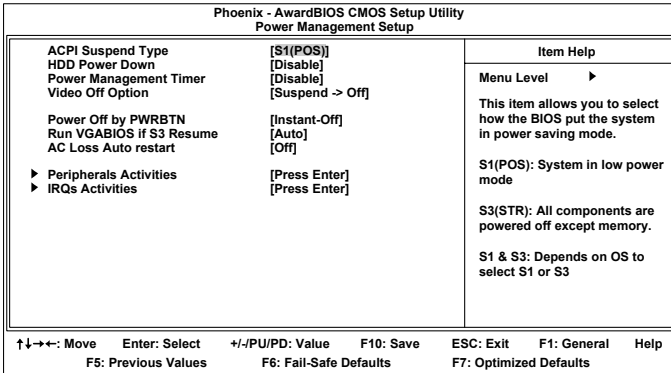 Phoenix - AwardBIOS CMOS Setup Utility
Power Management Setup
ACPI Suspend Type [S1(POS)]
HDD Power Down [Disable]
Power Management Timer [Disable]
Video Off Option [Suspend -> Off]
Power Off by PWRBTN [Instant-Off]
Run VGABIOS if S3 Resume [Auto]
AC Loss Auto restart [Off]
▶ Peripherals Activities [Press Enter]
▶ IRQs Activities [Press Enter]
Item Help
Menu Level ▶
This item allows you to select
how the BIOS put the system
in power saving mode.
S1(POS): System in low power
mode
S3(STR): All components are
powered off except memory.
S1 & S3: Depends on OS to
select S1 or S3
↑↓→←: Move Enter: Select +/-/PU/PD: Value F10: Save ESC: Exit F1: General Help
F5: Previous Values F6: Fail-Safe Defaults F7: Optimized Defaults